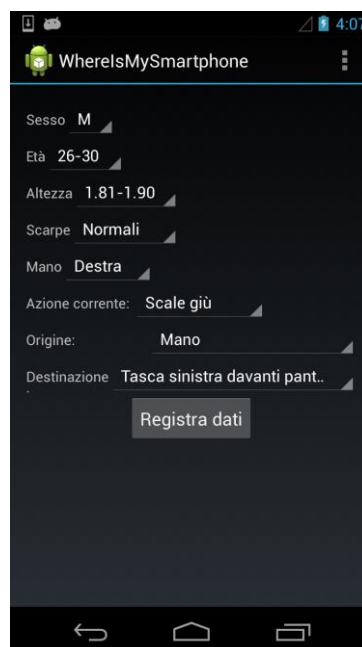 4:07
WhereIsMySmartphone
Sesso M
Età 26-30
Altezza 1.81-1.90
Scarpe Normali
Mano Destra
Azione corrente: Scale giù
Origine: Mano
Destinazione Tasca sinistra davanti pant..
Registra dati